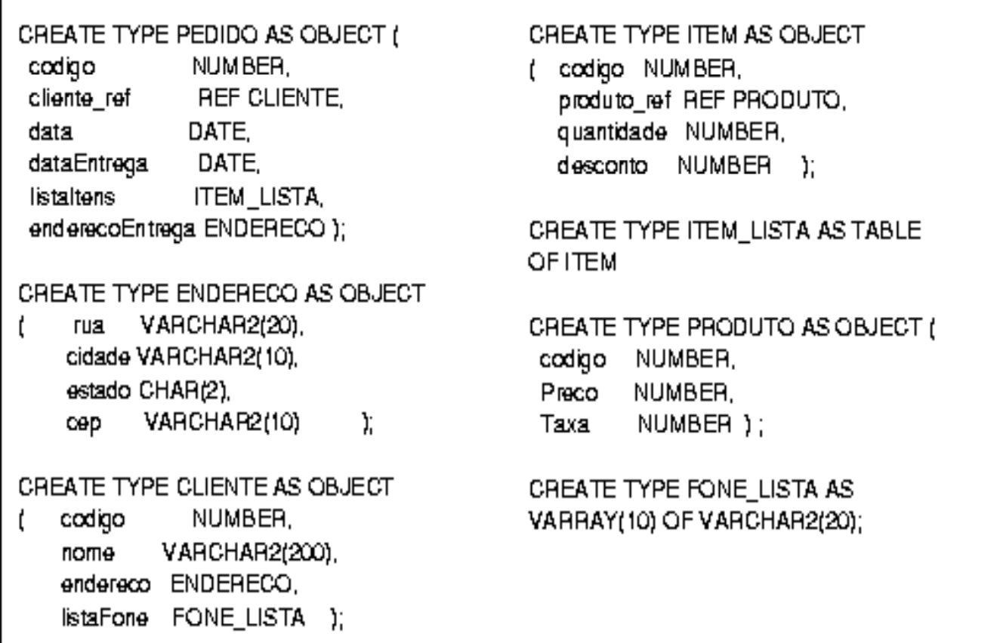 CREATE TYPE PEDIDO AS OBJECT (
codigo NUMBER,
cliente_ref REF CLIENTE,
data DATE,
dataEntrega DATE,
listaItens ITEM_LISTA,
enderecoEntrega ENDERECO );
CREATE TYPE ENDERECO AS OBJECT
( rua VARCHAR2(20),
cidade VARCHAR2(10),
estado CHAR(2),
cep VARCHAR2(10) );
CREATE TYPE CLIENTE AS OBJECT
( codigo NUMBER,
nome VARCHAR2(200),
endereco ENDERECO,
listaFone FONE_LISTA );
CREATE TYPE ITEM AS OBJECT
( codigo NUMBER,
produto_ref REF PRODUTO,
quantidade NUMBER,
desconto NUMBER );
CREATE TYPE ITEM_LISTA AS TABLE
OF ITEM
CREATE TYPE PRODUTO AS OBJECT (
codigo NUMBER,
Preco NUMBER,
Taxa NUMBER ) ;
CREATE TYPE FONE_LISTA AS
VARRAY(10) OF VARCHAR2(20);